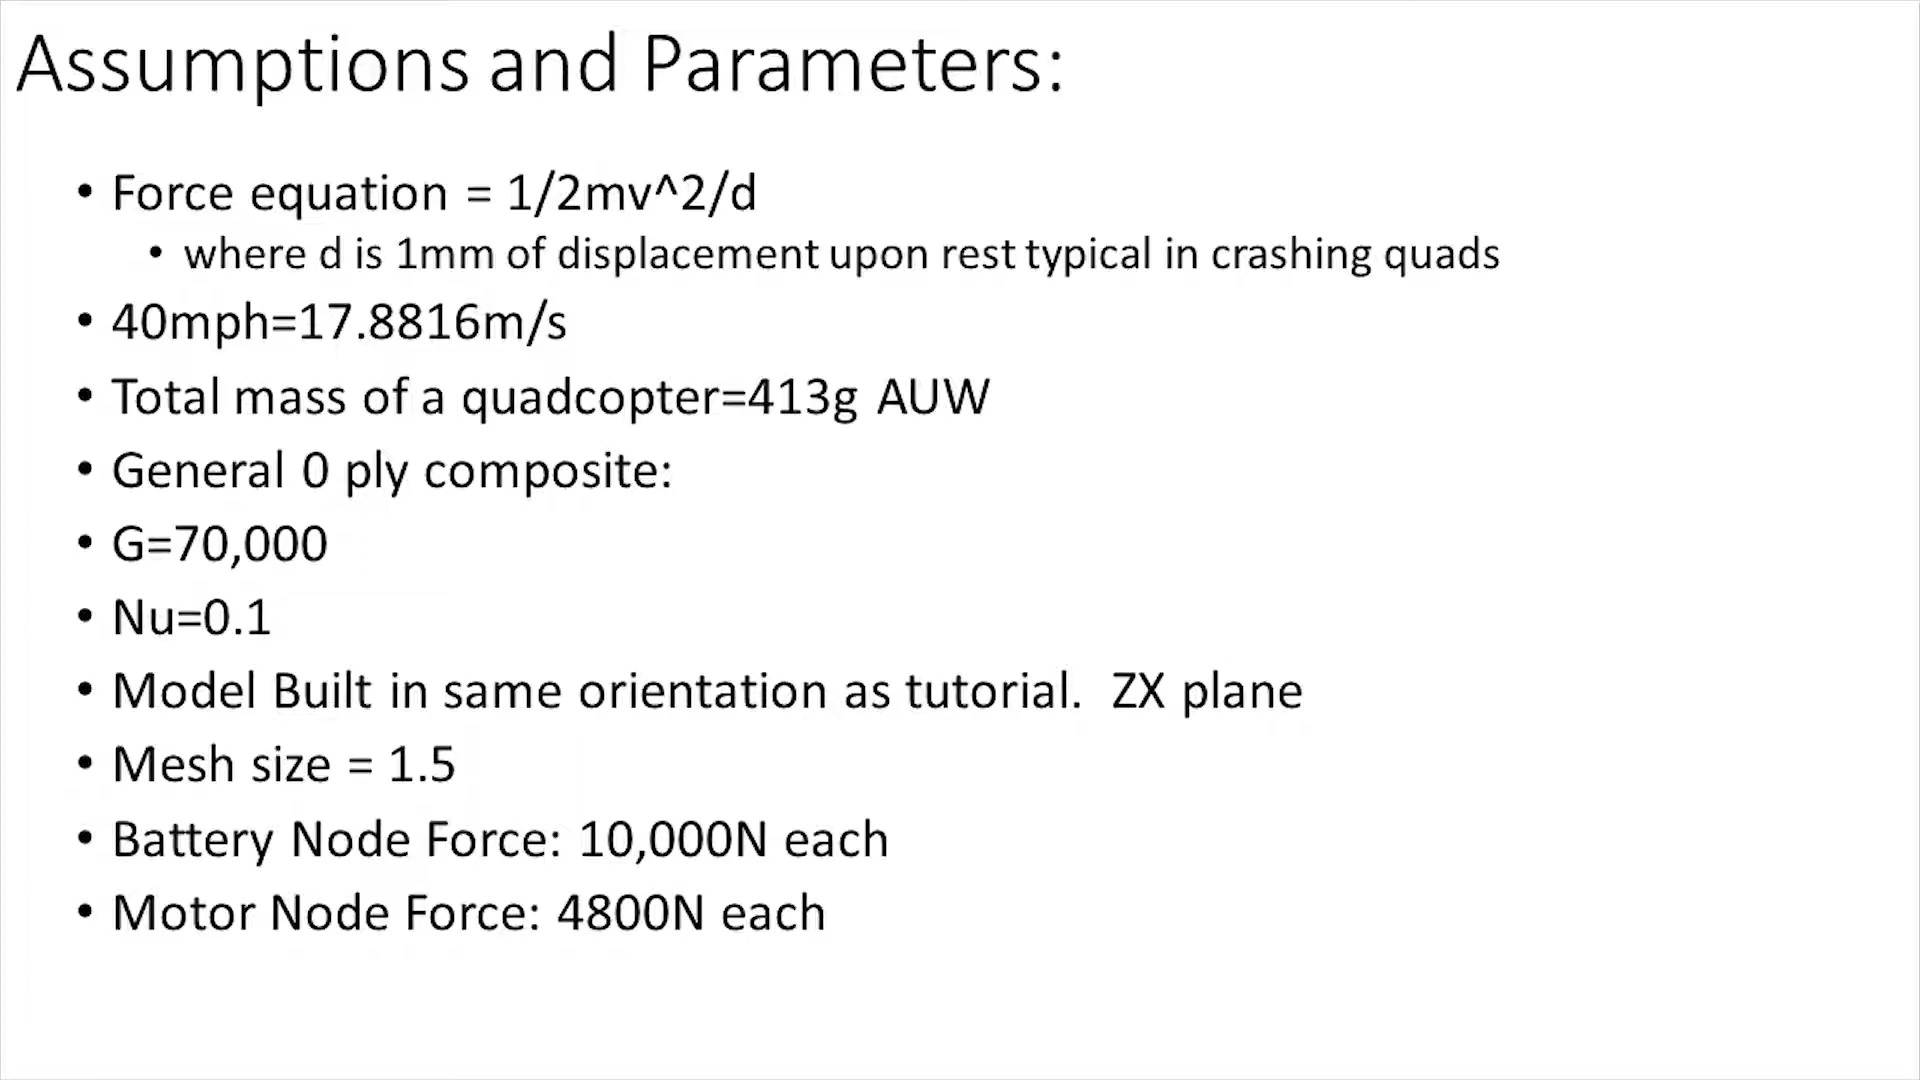 Assumptions and Parameters:
• Force equation = 1/2mv^2/d
• where d is 1mm of displacement upon rest typical in crashing quads
• 40mph=17.8816m/s
• Total mass of a quadcopter=413g AUW
• General 0 ply composite:
• G=70,000
• Nu=0.1
• Model Built in same orientation as tutorial. ZX plane
• Mesh size = 1.5
• Battery Node Force: 10,000N each
• Motor Node Force: 4800N each